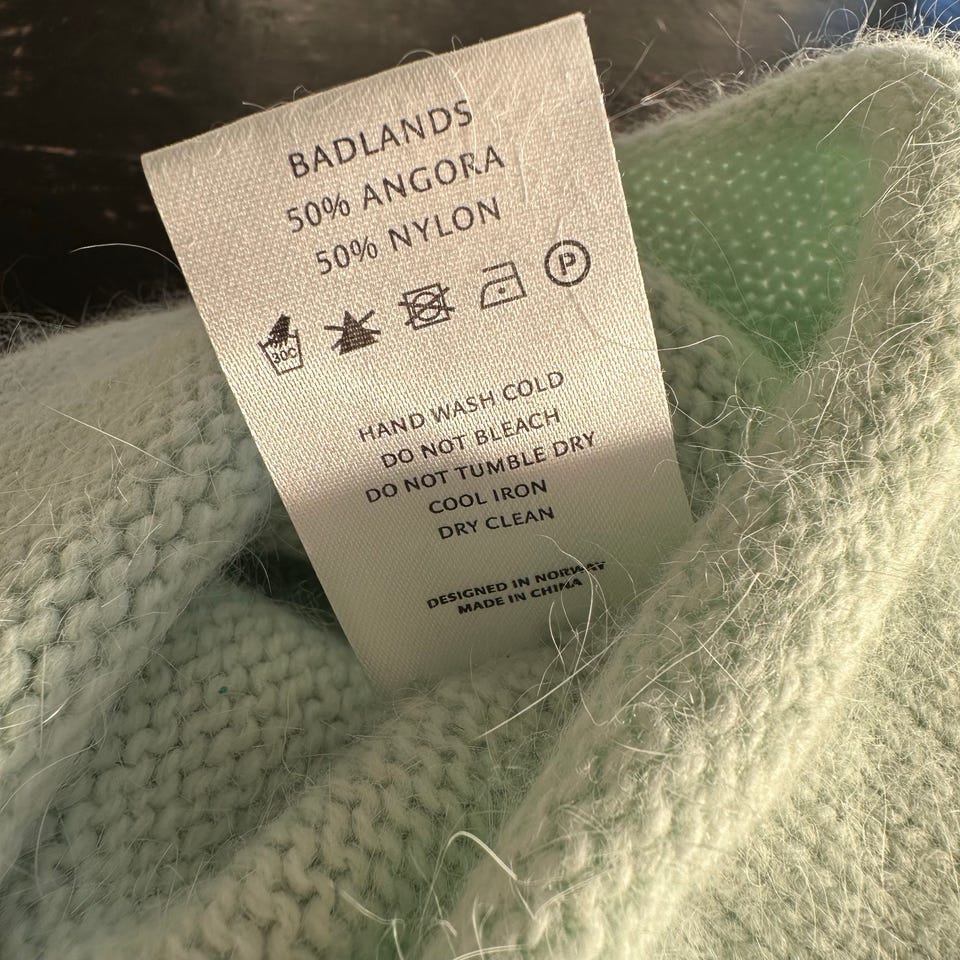 BADLANDS
50% ANGORA
50% NYLON
30C P
HAND WASH COLD
DO NOT BLEACH
DO NOT TUMBLE DRY
COOL IRON
DRY CLEAN
DESIGNED IN NORWAY
MADE IN CHINA